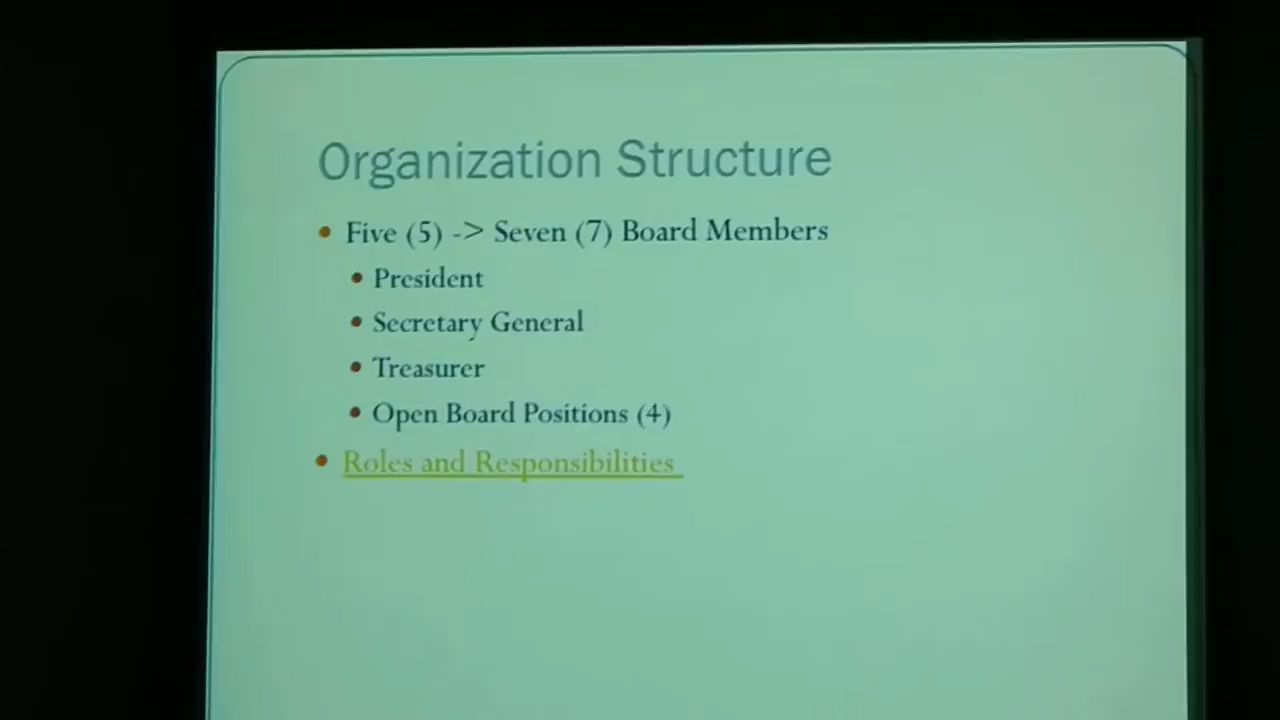 Organization Structure
Five (5) -> Seven (7) Board Members
President
Secretary General
Treasurer
Open Board Positions (4)
Roles and Responsibilities